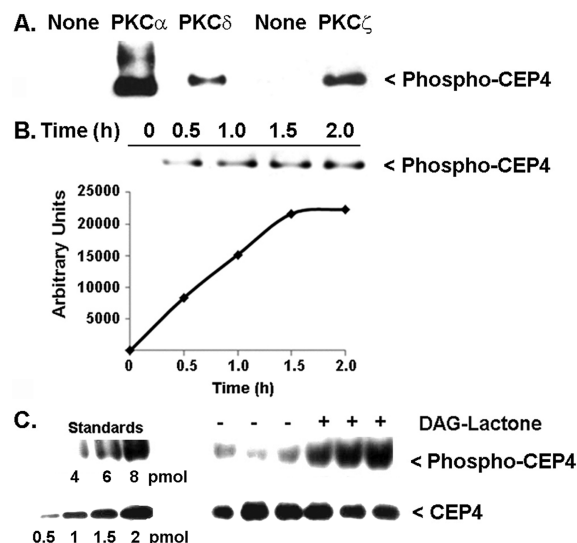 A. None PKCα PKCδ None PKCζ
< Phospho-CEP4
B. Time (h) 0 0.5 1.0 1.5 2.0
< Phospho-CEP4
25000
20000
15000
10000
5000
0
Arbitrary Units
0 0.5 1.0 1.5 2.0
Time (h)
C. Standards - - - + + + DAG-Lactone
< Phospho-CEP4
4 6 8 pmol
< CEP4
0.5 1 1.5 2 pmol